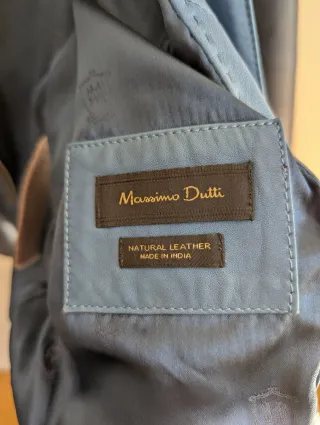 Massimo Dutti
NATURAL LEATHER
MADE IN INDIA